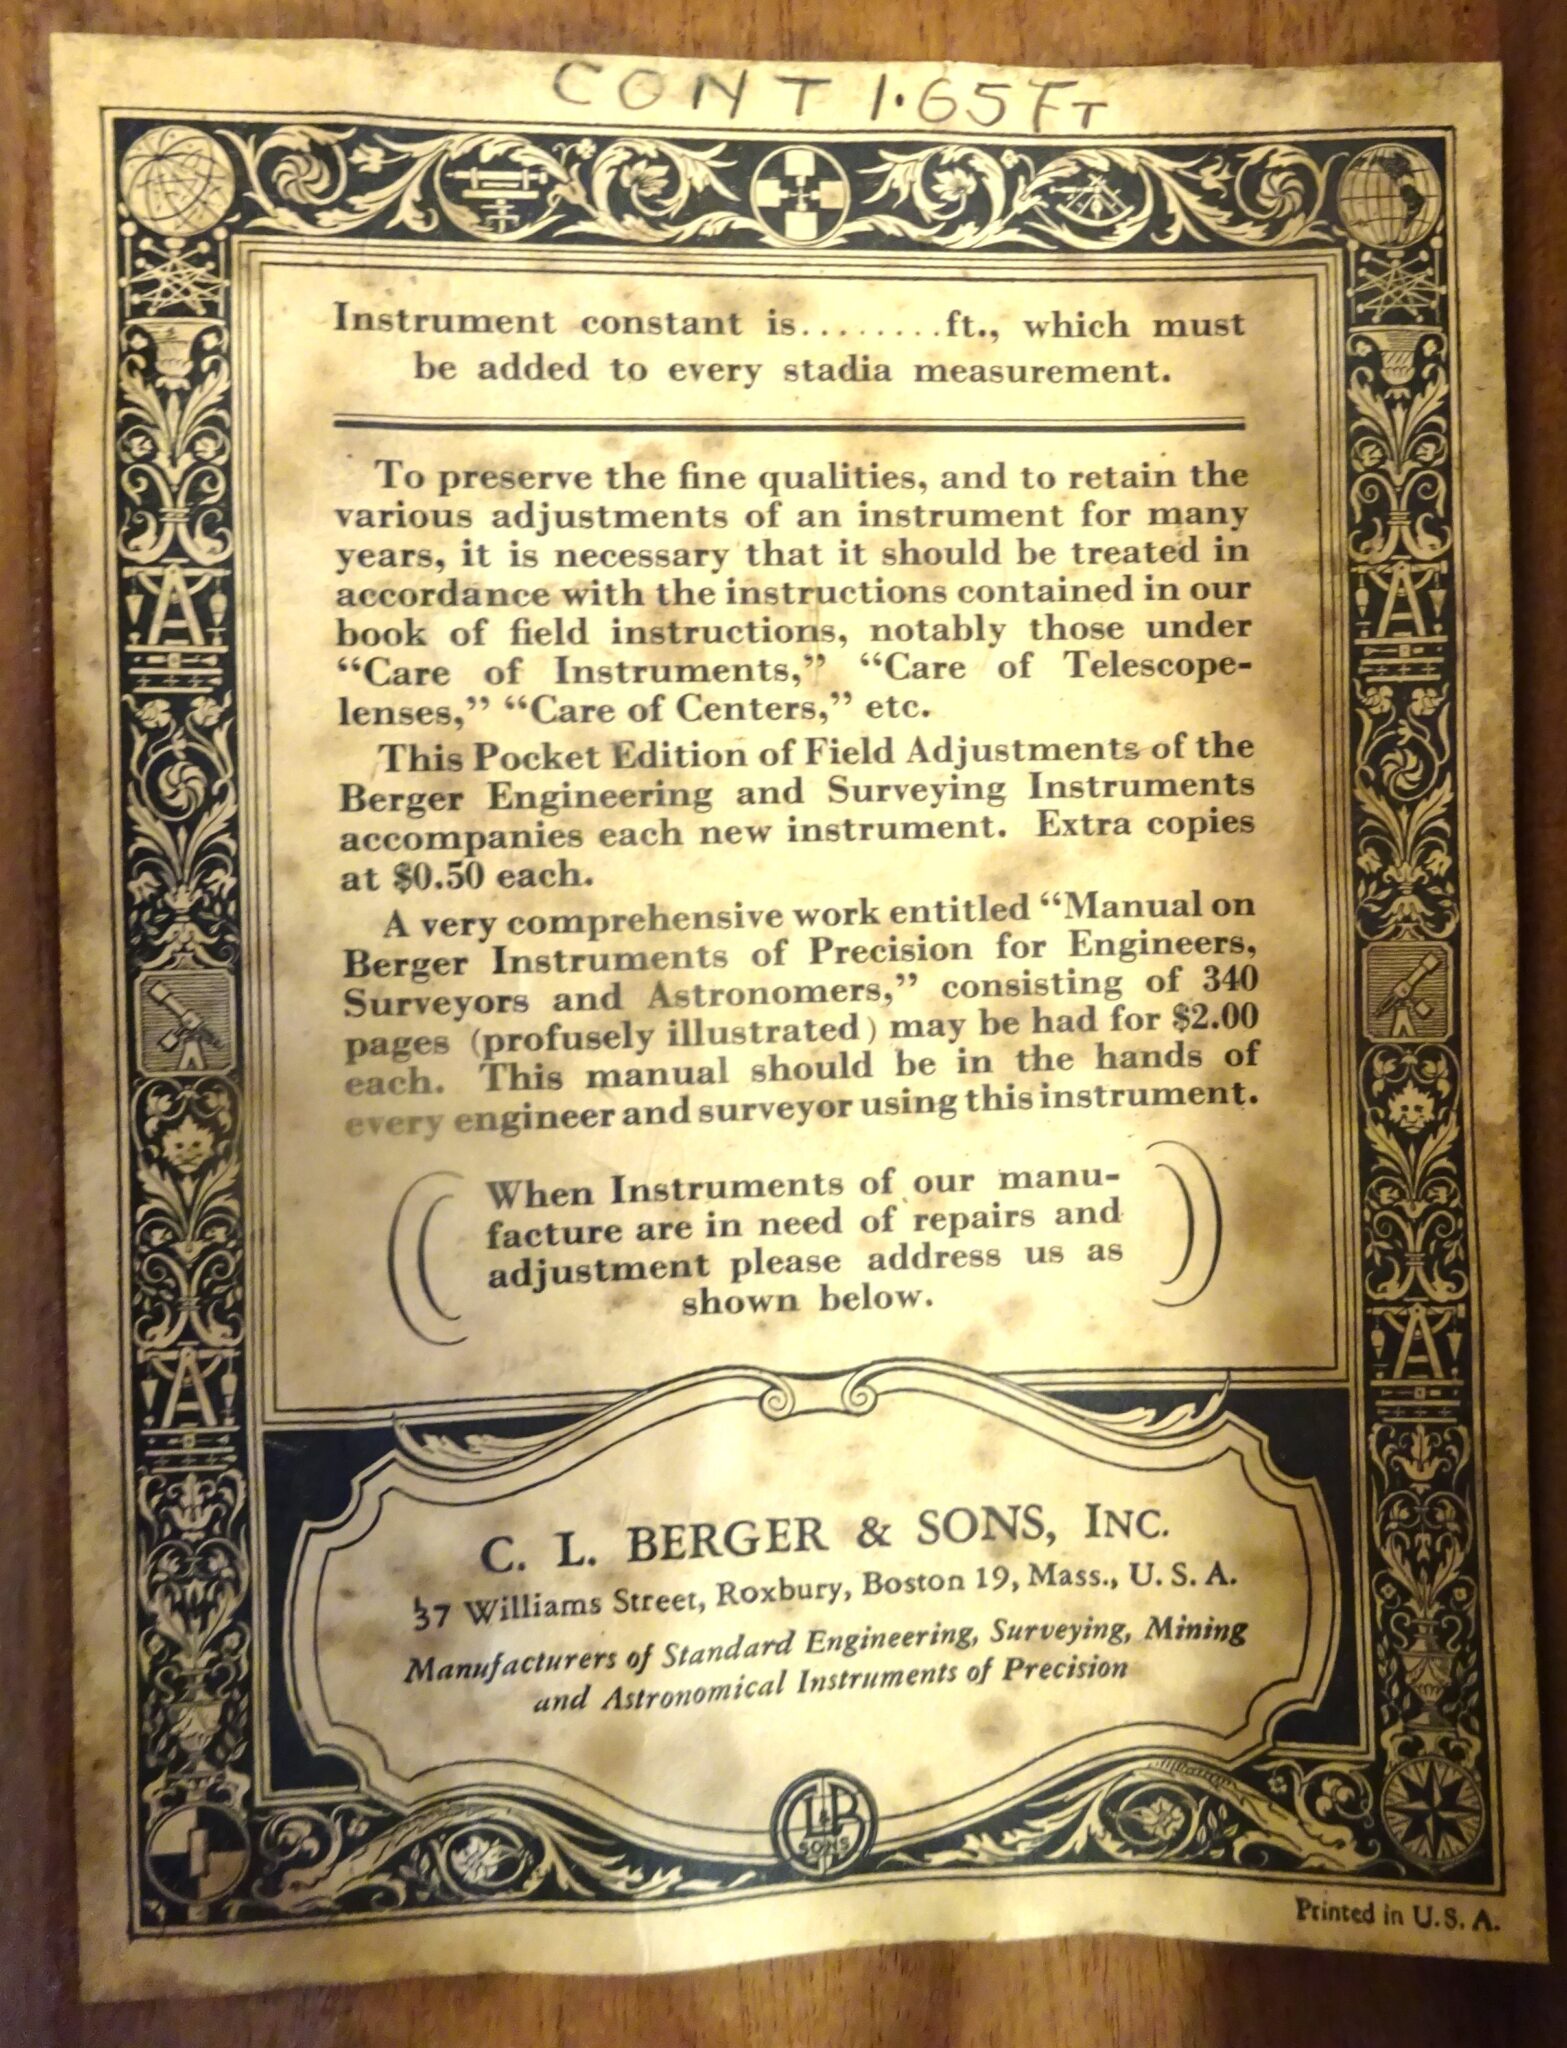 CONT 1.65FT
Instrument constant is........ft., which must
be added to every stadia measurement.
To preserve the fine qualities, and to retain the
various adjustments of an instrument for many
years, it is necessary that it should be treated in
accordance with the instructions contained in our
book of field instructions, notably those under
“Care of Instruments,” “Care of Telescope-
lenses,” “Care of Centers,” etc.
This Pocket Edition of Field Adjustments of the
Berger Engineering and Surveying Instruments
accompanies each new instrument. Extra copies
at $0.50 each.
A very comprehensive work entitled “Manual on
Berger Instruments of Precision for Engineers,
Surveyors and Astronomers,” consisting of 340
pages (profusely illustrated) may be had for $2.00
each. This manual should be in the hands of
every engineer and surveyor using this instrument.
When Instruments of our manu-
facture are in need of repairs and
adjustment please address us as
shown below.
C. L. BERGER & SONS, INC.
37 Williams Street, Roxbury, Boston 19, Mass., U. S. A.
Manufacturers of Standard Engineering, Surveying, Mining
and Astronomical Instruments of Precision
CLB
SONS
Printed in U. S. A.